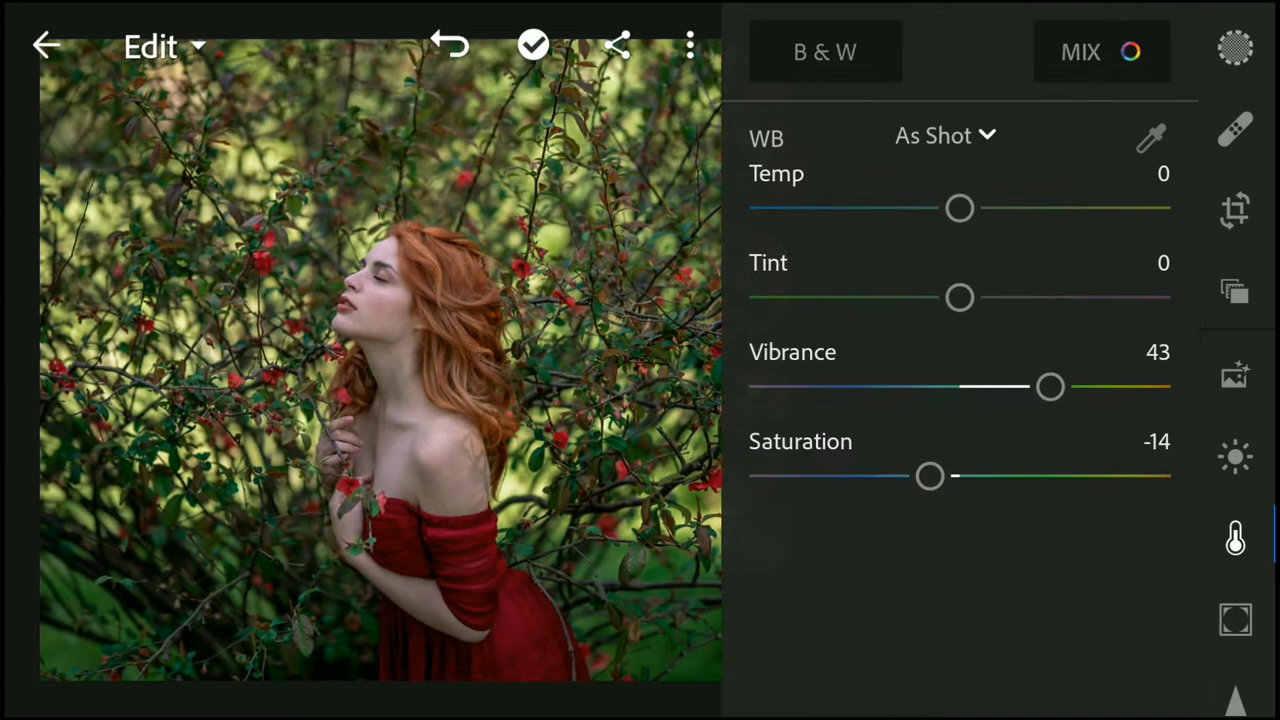 Edit
B & W
MIX
WB
As Shot
Temp
0
Tint
0
Vibrance
43
Saturation
-14